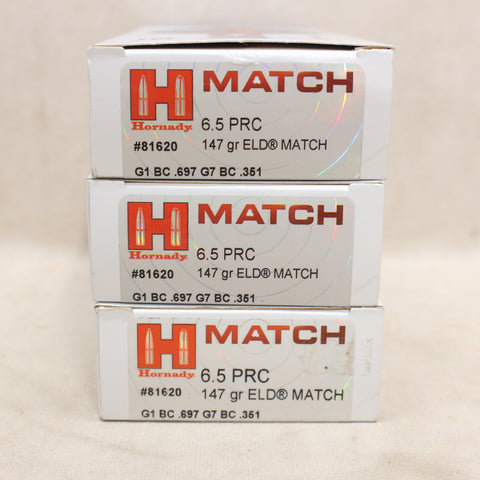 MATCH
Hornady
6.5 PRC
#81620
147 gr ELD® MATCH
G1 BC .697 G7 BC .351
MATCH
Hornady
6.5 PRC
#81620
147 gr ELD® MATCH
G1 BC .697 G7 BC .351
MATCH
Hornady
6.5 PRC
#81620
147 gr ELD® MATCH
G1 BC .697 G7 BC .351